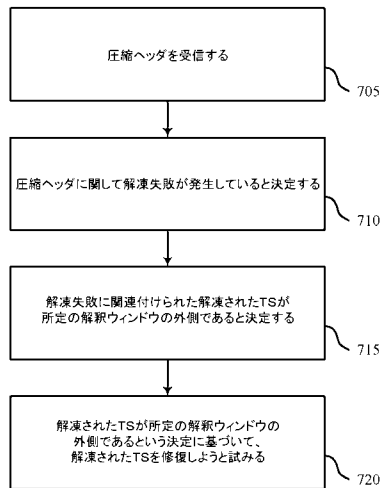 圧縮ヘッダを受信する
705
圧縮ヘッダに関して解凍失敗が発生していると決定する
710
解凍失敗に関連付けられた解凍されたTSが
所定の解釈ウィンドウの外側であると決定する
715
解凍されたTSが所定の解釈ウィンドウの
外側であるという決定に基づいて、
解凍されたTSを修復しようと試みる
720